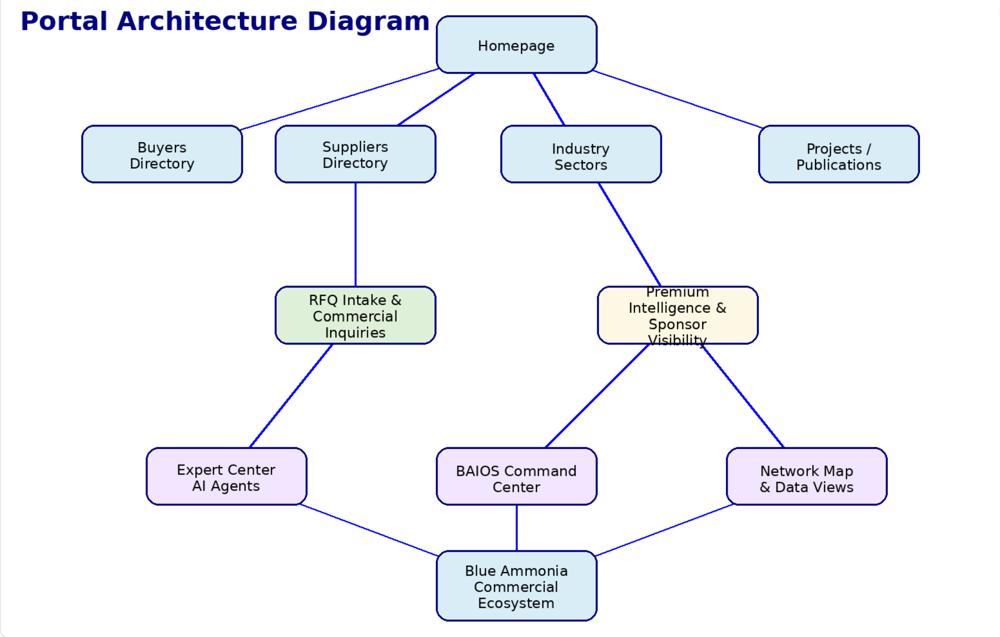 Portal Architecture Diagram
Homepage
Buyers
Directory
Suppliers
Directory
Industry
Sectors
Projects /
Publications
RFQ Intake &
Commercial
Inquiries
Premium
Intelligence &
Sponsor
Visibility
Expert Center
AI Agents
BAIOS Command
Center
Network Map
& Data Views
Blue Ammonia
Commercial
Ecosystem